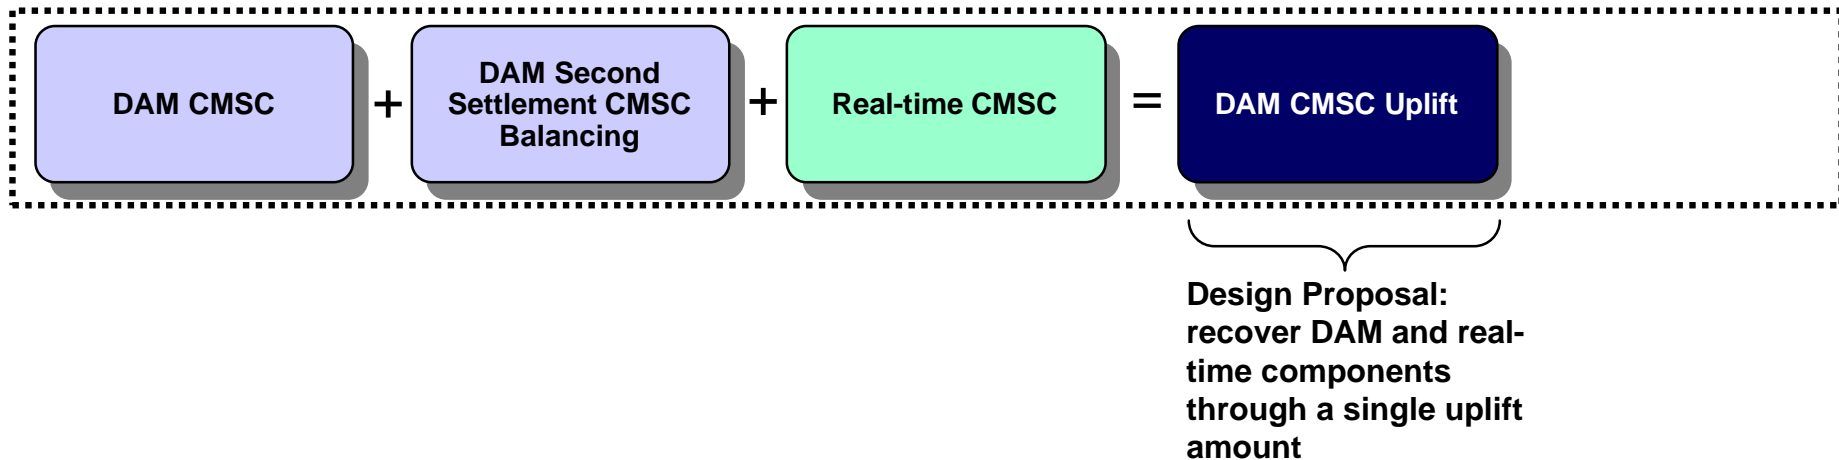 DAM CMSC
+
DAM Second
Settlement CMSC
Balancing
+
Real-time CMSC
=
DAM CMSC Uplift
Design Proposal:
recover DAM and real-
time components
through a single uplift
amount